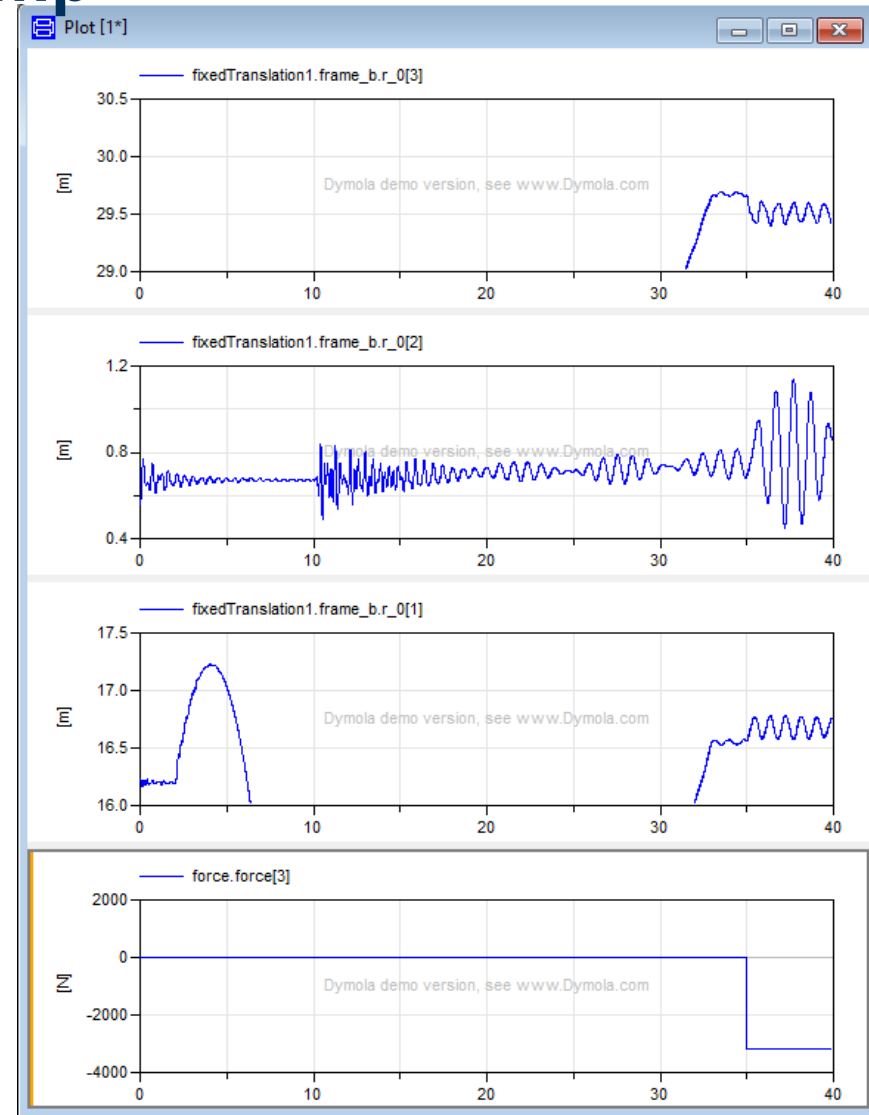 Plot [1*]
fixedTranslation1.frame_b.r_0[3]
30.5
30.0
29.5
29.0
[m]
Dymola demo version, see www.Dymola.com
0 10 20 30 40
fixedTranslation1.frame_b.r_0[2]
1.2
0.8
0.4
[m]
Dymola demo version, see www.Dymola.com
0 10 20 30 40
fixedTranslation1.frame_b.r_0[1]
17.5
17.0
16.5
16.0
[m]
Dymola demo version, see www.Dymola.com
0 10 20 30 40
force.force[3]
2000
0
-2000
-4000
[N]
Dymola demo version, see www.Dymola.com
0 10 20 30 40